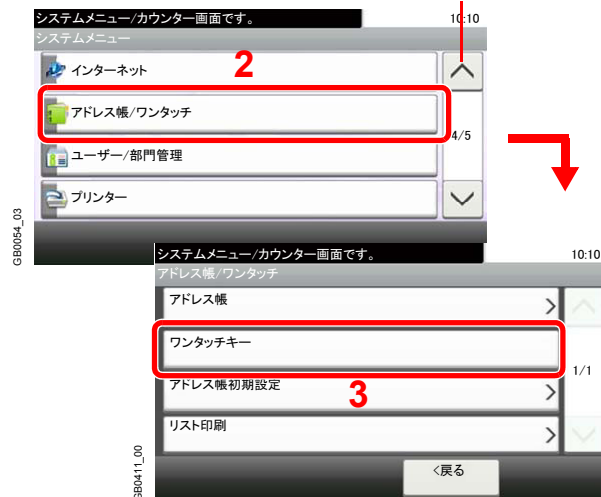 システムメニュー/カウンター画面です。
10:10
システムメニュー
インターネット
2
アドレス帳/ワンタッチ
4/5
ユーザー/部門管理
プリンター
GB0054_03
システムメニュー/カウンター画面です。
10:10
アドレス帳/ワンタッチ
アドレス帳
ワンタッチキー
1/1
アドレス帳初期設定
3
リスト印刷
<戻る
GB0411_00